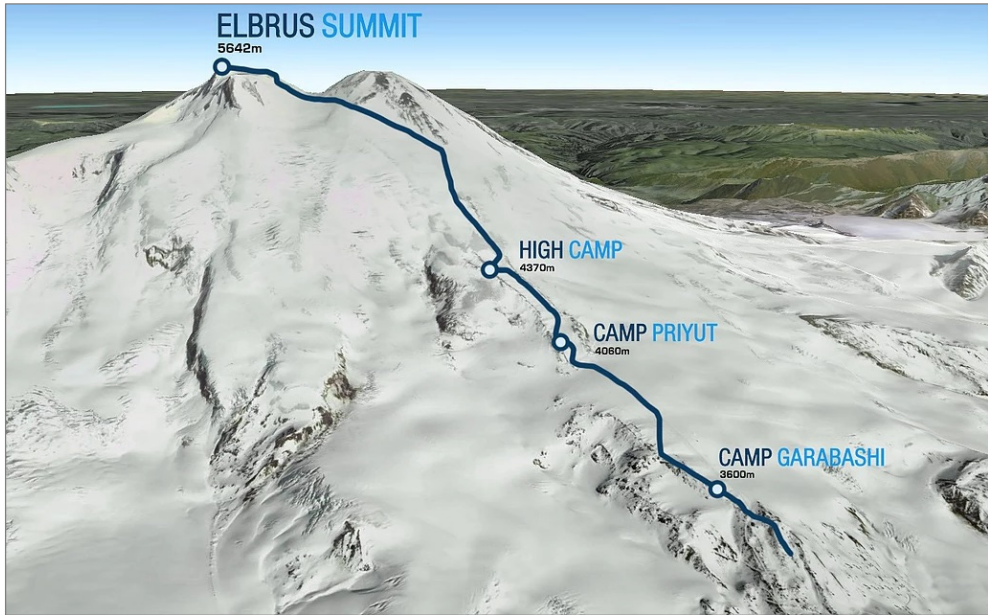 ELBRUS SUMMIT
5642m
HIGH CAMP
4370m
CAMP PRIYUT
4060m
CAMP GARABASHI
3600m